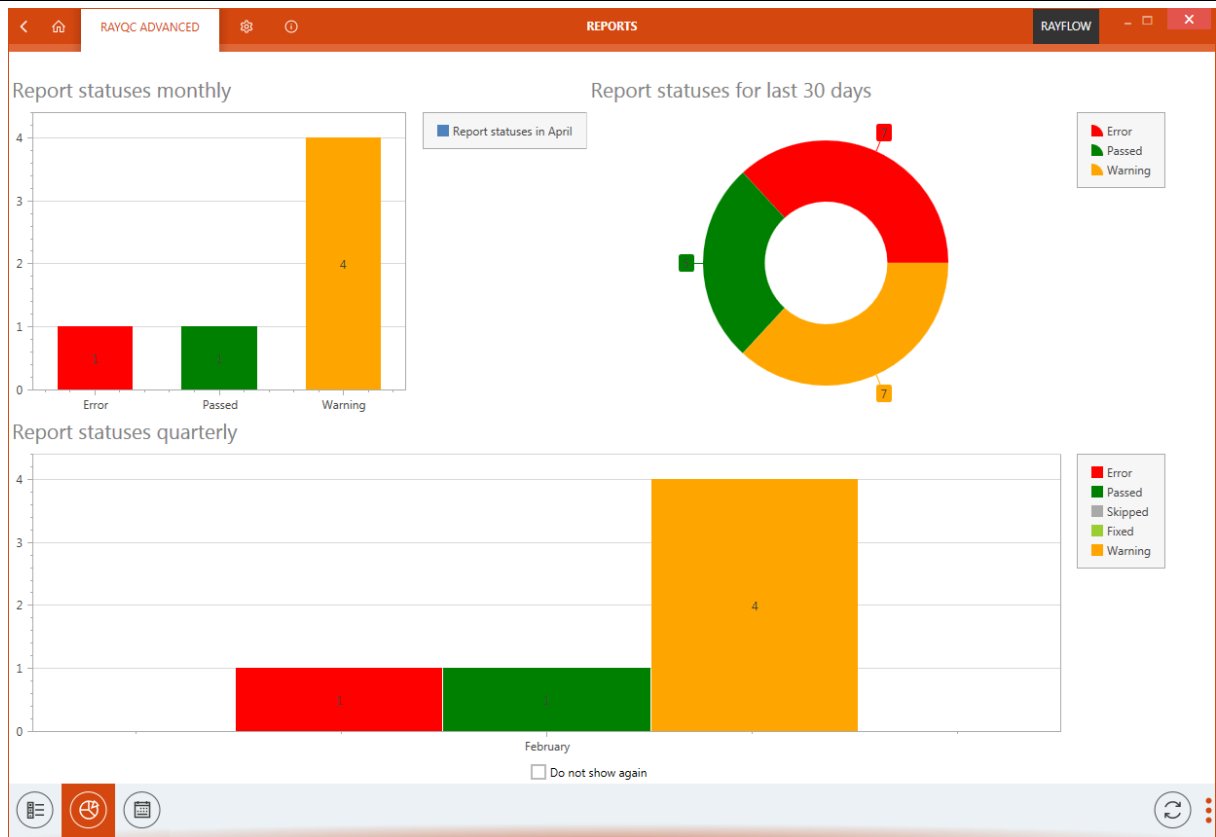 RAYQC ADVANCED
REPORTS
RAYFLOW
Report statuses monthly
4
3
2
1
0
4
1
1
Error
Passed
Warning
Report statuses in April
Report statuses for last 30 days
7
7
Error
Passed
Warning
Report statuses quarterly
4
3
2
1
0
1
1
4
February
Error
Passed
Skipped
Fixed
Warning
Do not show again